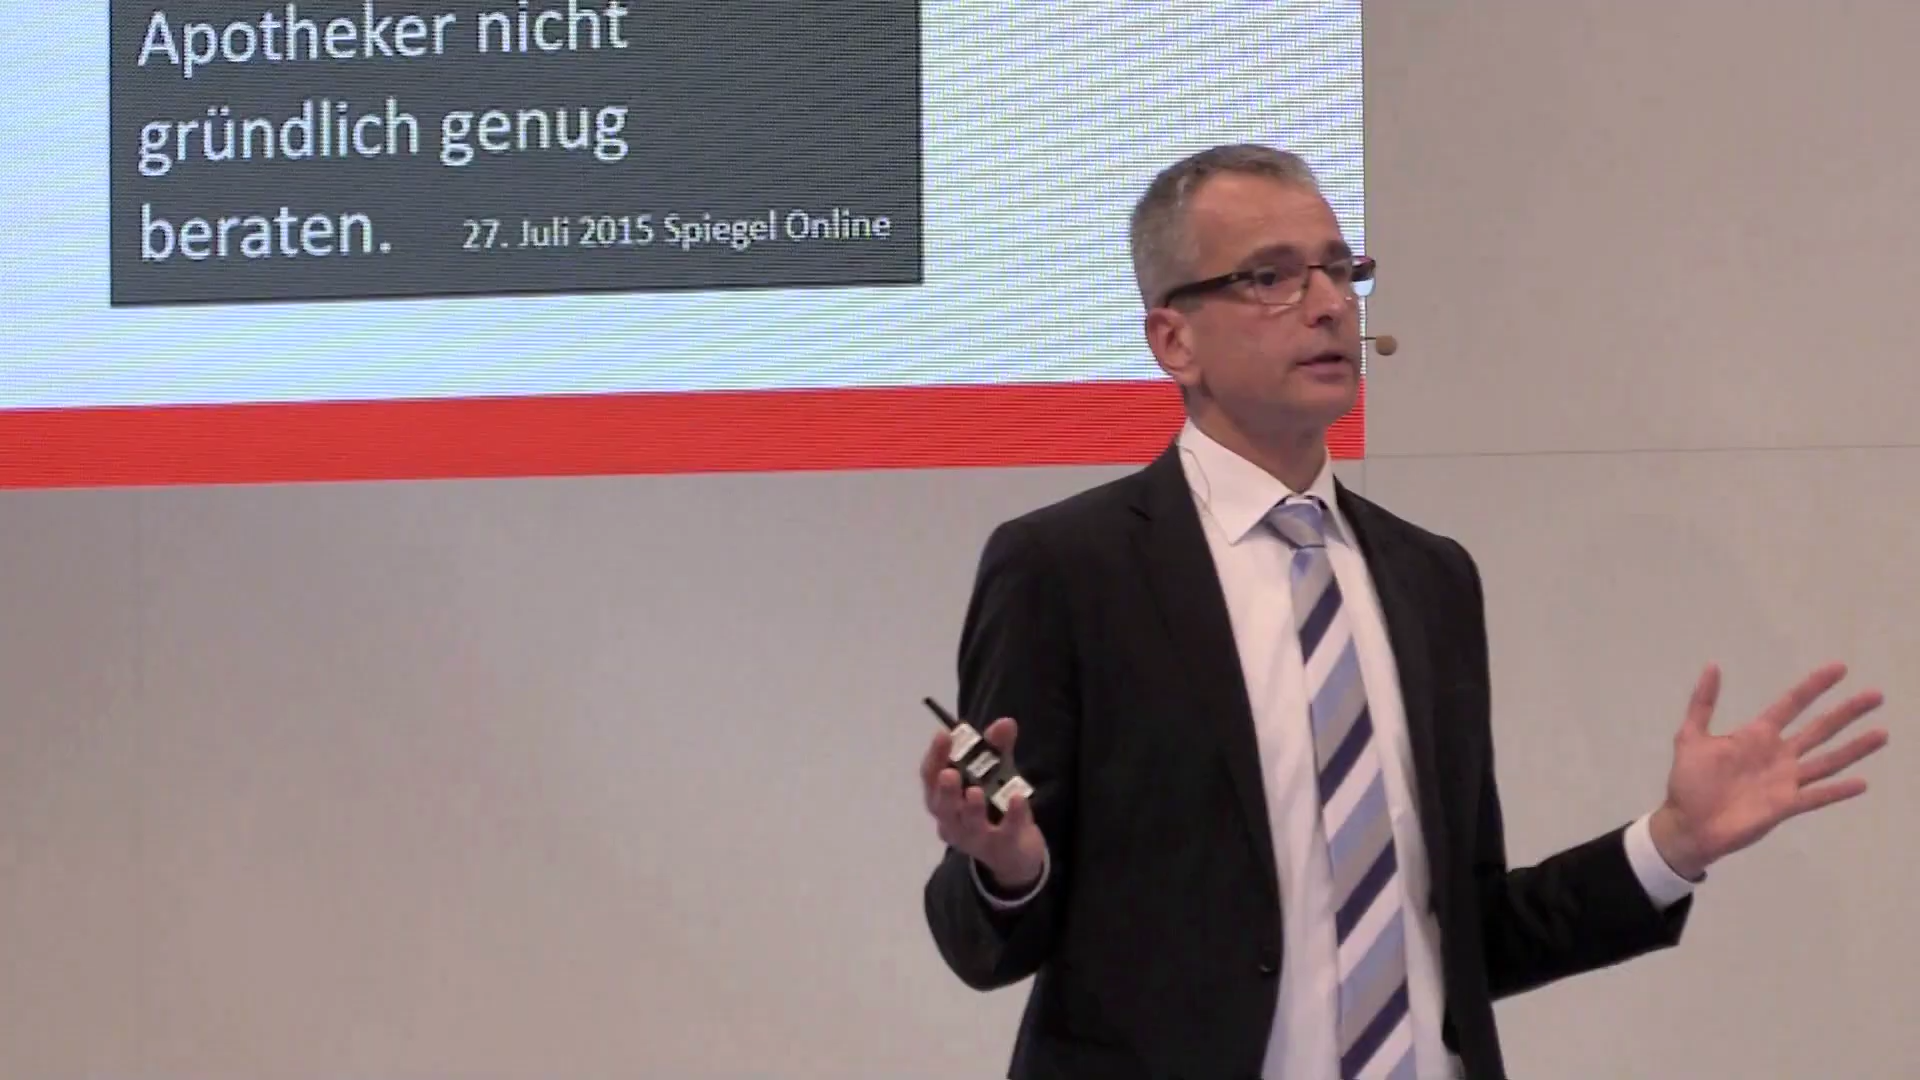 Apotheker nicht
gründlich genug
beraten. 27. Juli 2015 Spiegel Online